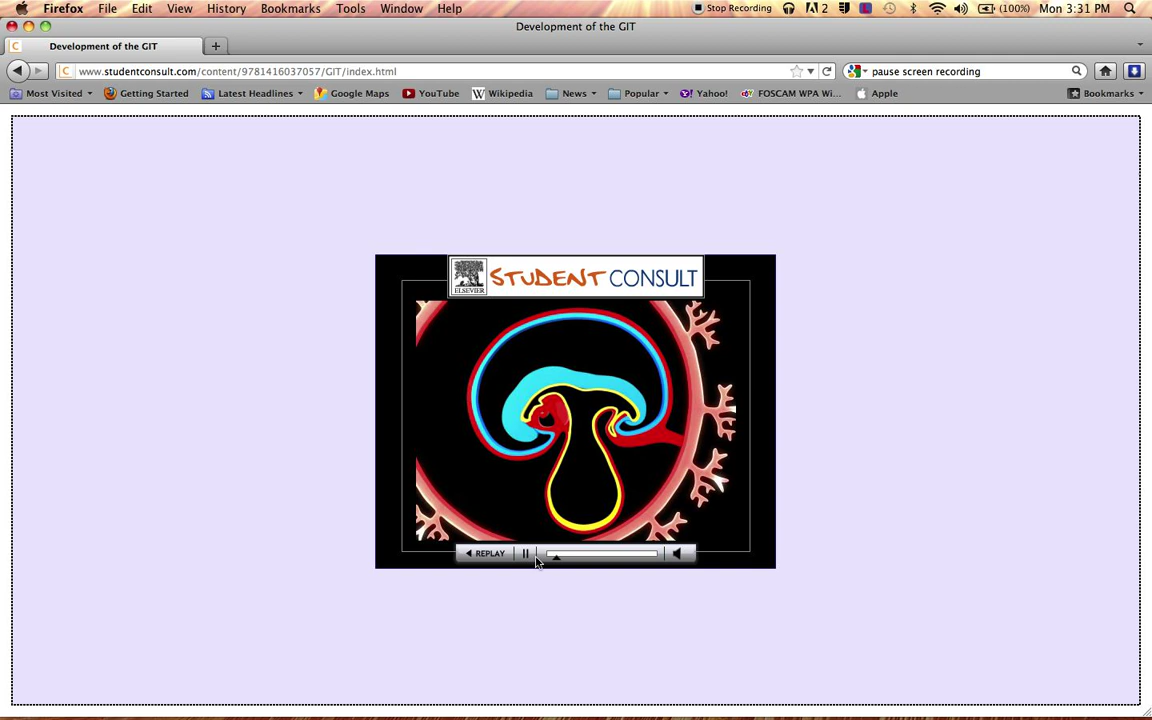 Firefox File Edit View History Bookmarks Tools Window Help Stop Recording 2 (100%) Mon 3:31 PM
Development of the GIT
Development of the GIT
www.studentconsult.com/content/9781416037057/GIT/index.html pause screen recording
Most Visited Getting Started Latest Headlines Google Maps YouTube Wikipedia News Popular Yahoo! FOSCAM WPA Wi... Apple Bookmarks
ELSEVIER STUDENT CONSULT
REPLAY